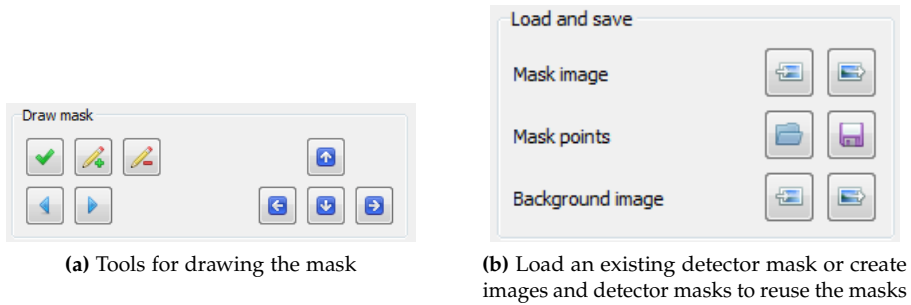 Draw mask
(a) Tools for drawing the mask
Load and save
Mask image
Mask points
Background image
(b) Load an existing detector mask or create
images and detector masks to reuse the masks